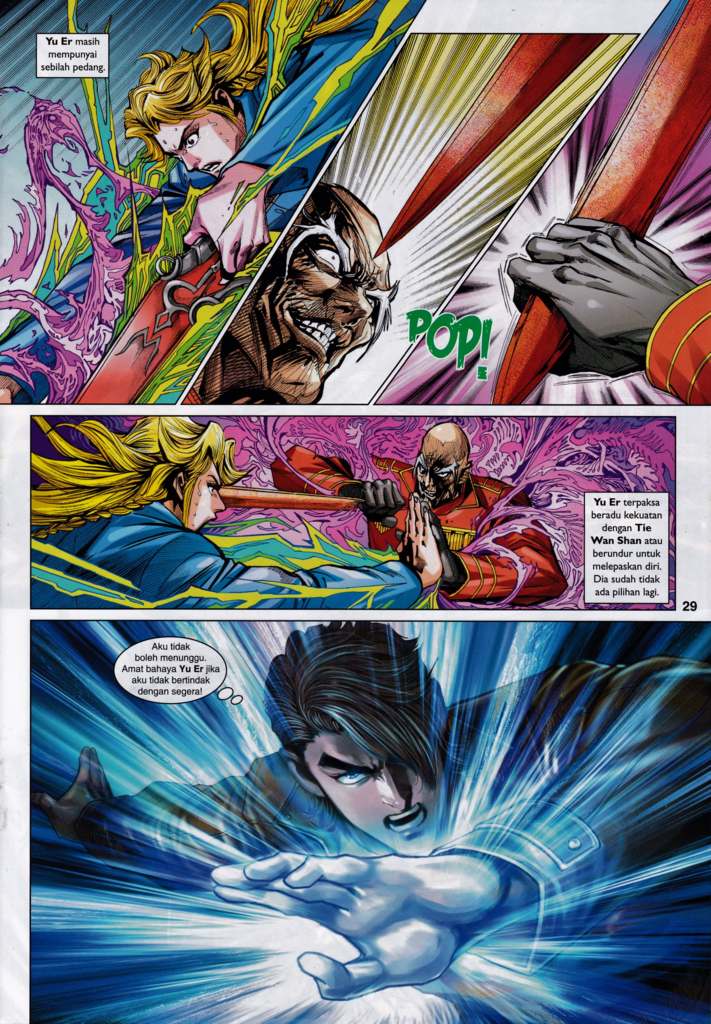 Yu Er masih
mempunyai
sebilah pedang.
POPI
E
Yu Er terpaksa
beradu kekuatan
dengan Tie
Wan Shan atau
berundur untuk
melepaskan diri.
Dia sudah tidak
ada pilihan lagi.
29
Aku tidak
boleh menunggu.
Amat bahaya Yu Er jika
aku tidak bertindak
dengan segera!